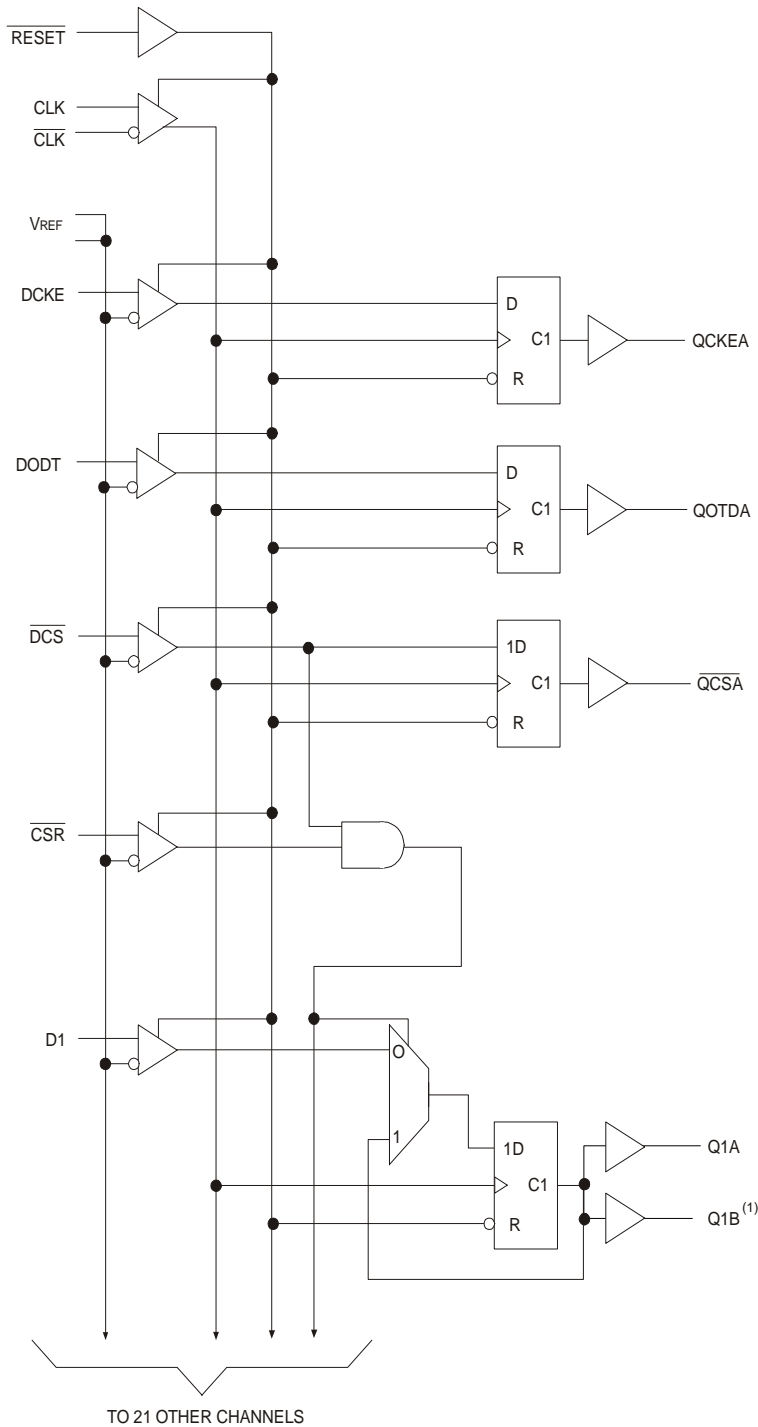 RESET
CLK
CLK
VREF
DCKE
D
C1
R
QCKEA
DODT
D
C1
R
QOTDA
DCS
1D
C1
R
QCSA
CSR
D1
O
1
1D
C1
R
Q1A
Q1B(1)
TO 21 OTHER CHANNELS